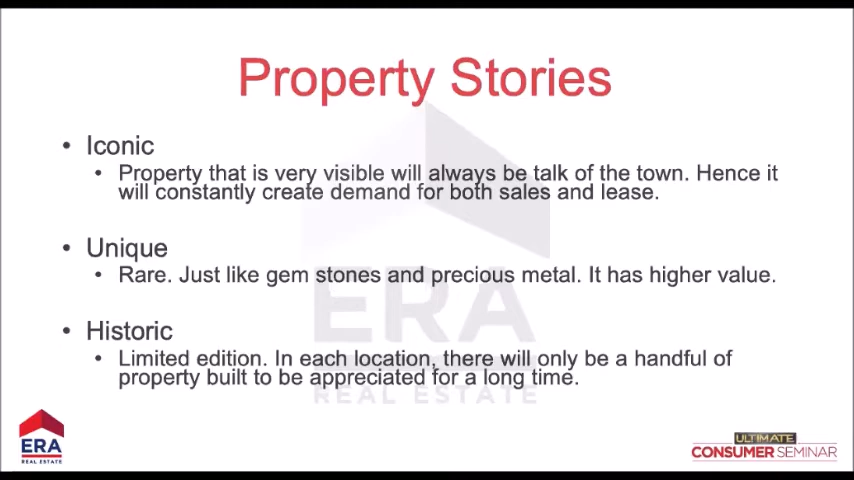 Property Stories
• Iconic
• Property that is very visible will always be talk of the town. Hence it
will constantly create demand for both sales and lease.
• Unique
• Rare. Just like gem stones and precious metal. It has higher value.
• Historic
• Limited edition. In each location, there will only be a handful of
property built to be appreciated for a long time.
ERA
REAL ESTATE
ERA
REAL ESTATE
ULTIMATE
CONSUMER SEMINAR